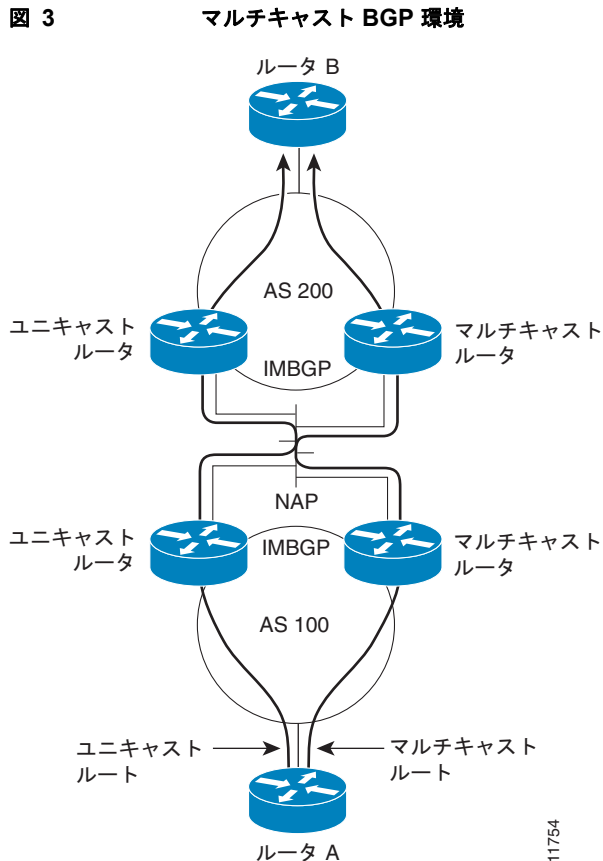 図 3 マルチキャスト BGP 環境
ルータ B
AS 200
ユニキャスト
ルータ
マルチキャスト
ルータ
IMBGP
NAP
ユニキャスト
ルータ
IMBGP
マルチキャスト
ルータ
AS 100
ユニキャスト
ルート
マルチキャスト
ルート
ルータ A
11754